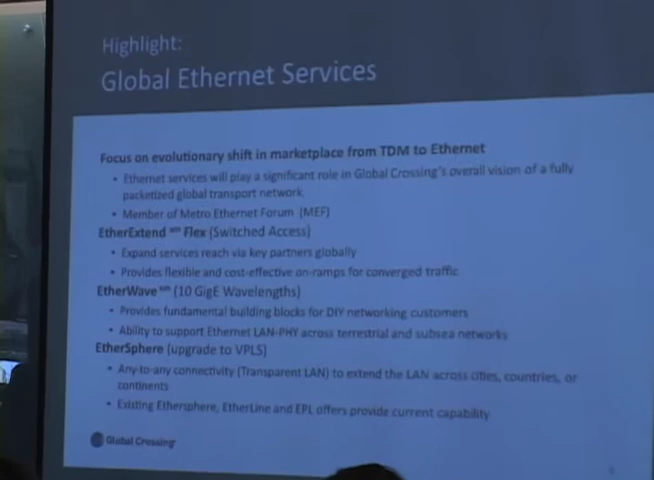 Highlight:
Global Ethernet Services
Focus on evolutionary shift in marketplace from TDM to Ethernet
• Ethernet services will play a significant role in Global Crossing's overall vision of a fully
packetized global transport network.
• Member of Metro Ethernet Forum (MEF)
EtherExtend ℠ Flex (Switched Access)
• Expand services reach via key partners globally
• Provides flexible and cost-effective on-ramps for converged traffic
EtherWave ℠ (10 GigE Wavelengths)
• Provides fundamental building blocks for DIY networking customers
• Ability to support Ethernet LAN-PHY across terrestrial and subsea networks
EtherSphere (upgrade to VPLS)
• Any-to-any connectivity (Transparent LAN) to extend the LAN across cities, countries, or
continents
• Existing Ethersphere, EtherLine and EPL offers provide current capability
Global Crossing